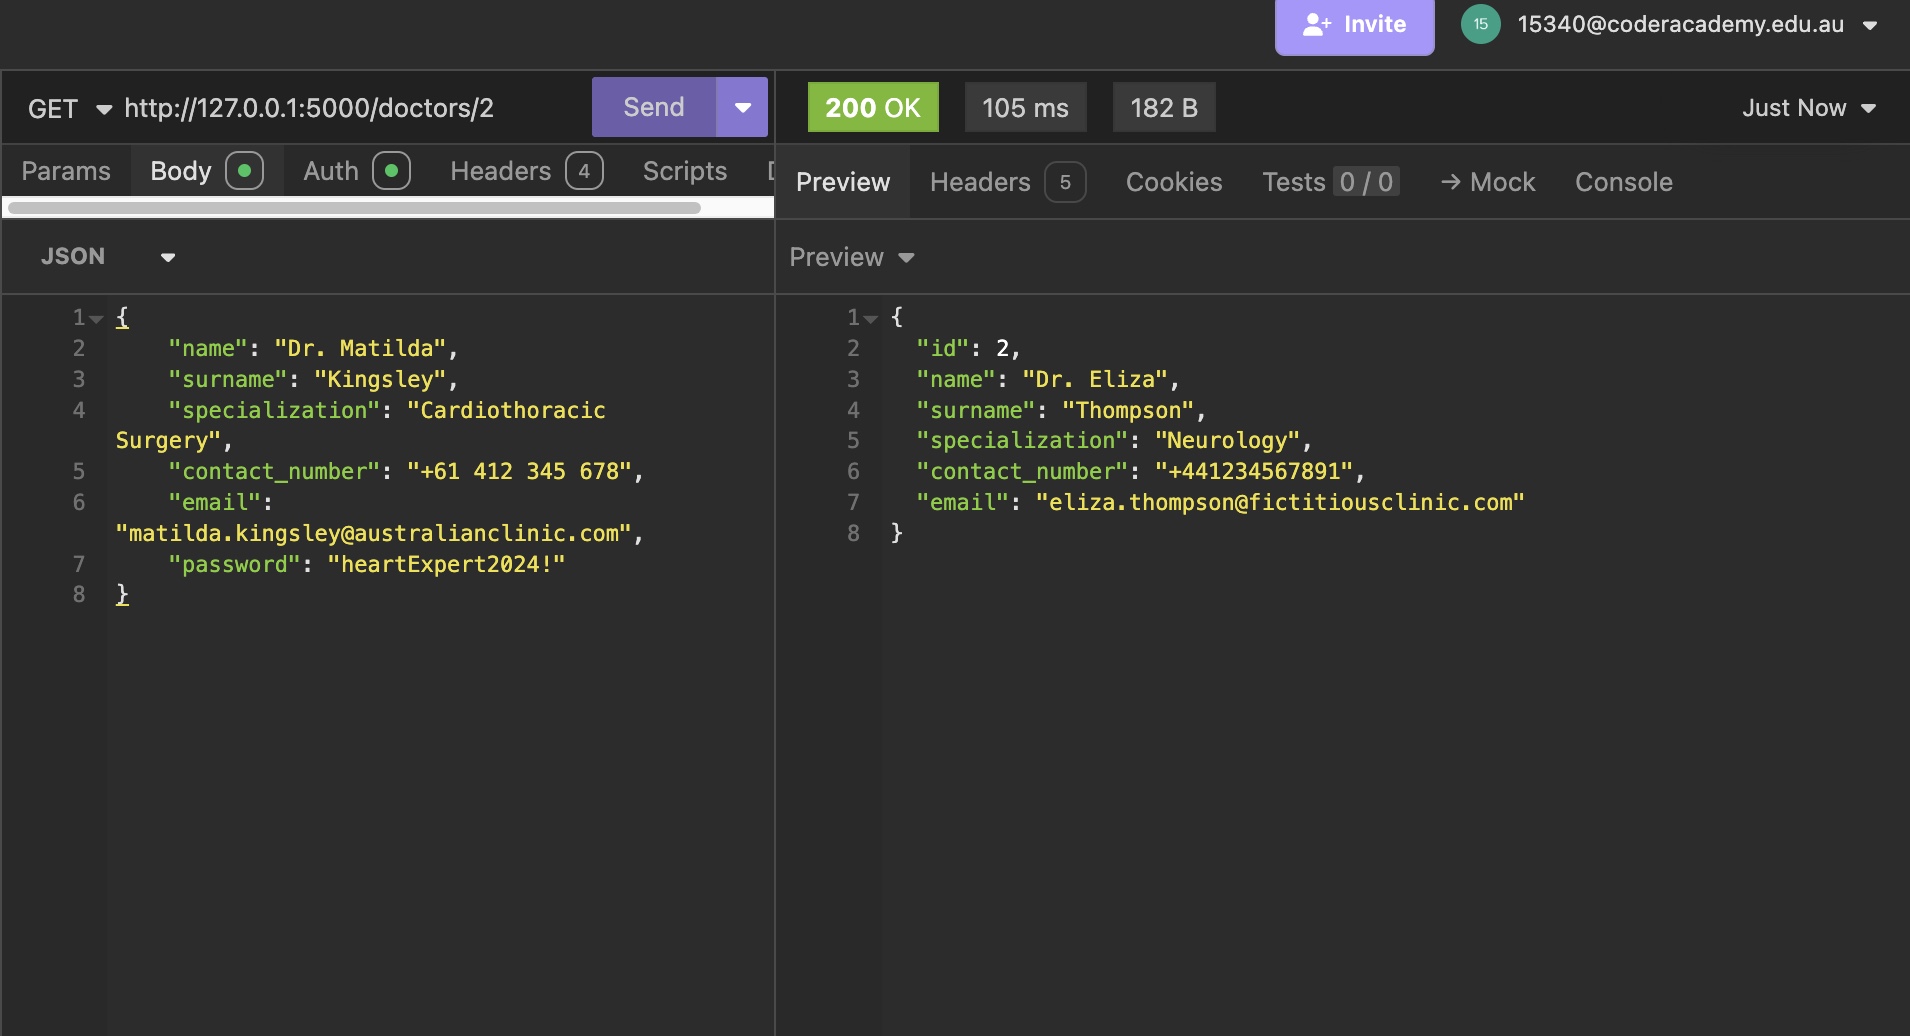 Invite
15
15340@coderacademy.edu.au
GET http://127.0.0.1:5000/doctors/2
Send
200 OK
105 ms
182 B
Just Now
Params
Body
Auth
Headers 4
Scripts
Preview
Headers 5
Cookies
Tests 0 / 0
→ Mock
Console
JSON
Preview
1 {
2 "name": "Dr. Matilda",
3 "surname": "Kingsley",
4 "specialization": "Cardiothoracic
Surgery",
5 "contact_number": "+61 412 345 678",
6 "email":
"matilda.kingsley@australianclinic.com",
7 "password": "heartExpert2024!"
8 }
1 {
2 "id": 2,
3 "name": "Dr. Eliza",
4 "surname": "Thompson",
5 "specialization": "Neurology",
6 "contact_number": "+441234567891",
7 "email": "eliza.thompson@fictitiousclinic.com"
8 }